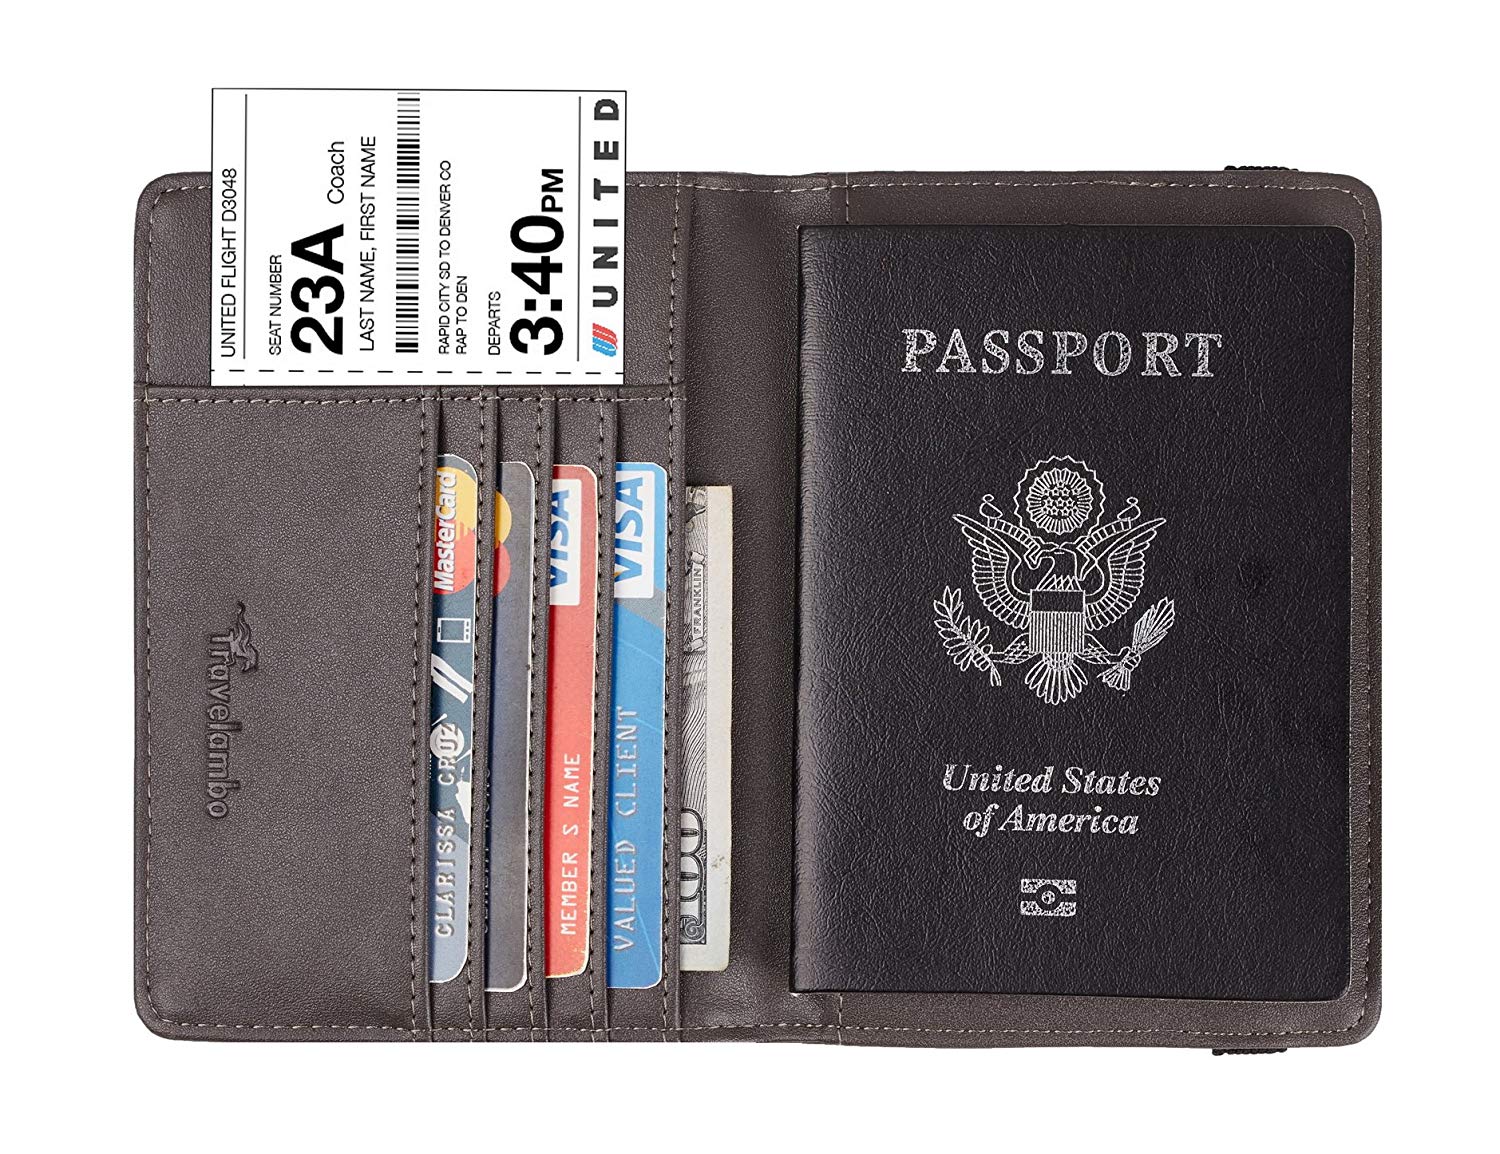 UNITED FLIGHT D3048
SEAT NUMBER
23A Coach
LAST NAME, FIRST NAME
RAPID CITY SD TO DENVER CO
RAP TO DEN
DEPARTS
3:40PM
UNITED
Travelambo
MasterCard
CLARISSA CRUZ
VISA
MEMBER S NAME
VISA
VALUED CLIENT
FRANKLIN
100
PASSPORT
United States
of America